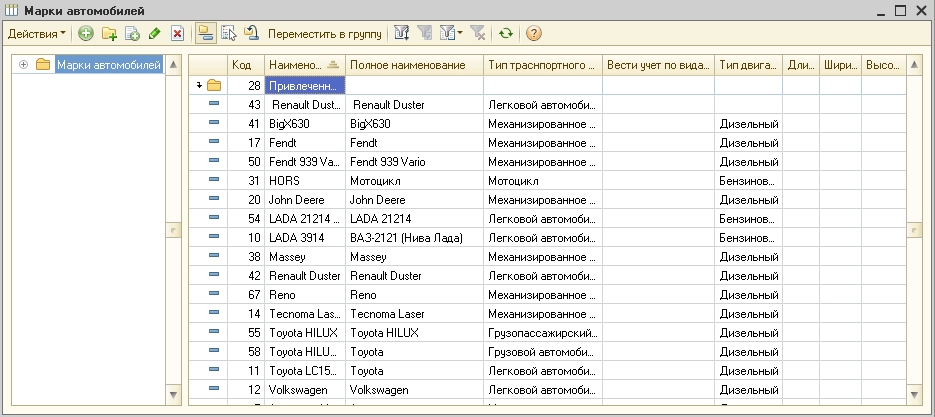 Марки автомобилей
Действия Переместить в группу ?
Марки автомобилей
Код Наимено... Полное наименование Тип траснпортного ... Вести учет по вида... Тип двига... Дли... Шири... Высо...
28 Привлеченн...
43 Renault Dust... Renault Duster Легковой автомоби...
41 BigX630 BigX630 Механизированное ... Дизельный
17 Fendt Fendt Механизированное ... Дизельный
50 Fendt 939 Va... Fendt 939 Vario Механизированное ... Дизельный
31 HORS Мотоцикл Мотоцикл Бензинов...
20 John Deere John Deere Механизированное ... Дизельный
54 LADA 21214 ... LADA 21214 Легковой автомоби... Бензинов...
10 LADA 3914 ВАЗ-2121 (Нива Лада) Легковой автомоби... Бензинов...
38 Massey Massey Механизированное ... Дизельный
42 Renault Duster Renault Duster Легковой автомоби... Дизельный
67 Reno Reno Механизированное ... Дизельный
14 Tecnoma Las... Tecnoma Laser Механизированное ... Дизельный
55 Toyota HILUX Toyota HILUX Грузопассажирский... Дизельный
58 Toyota HILU... Toyota Грузовой автомоби... Дизельный
11 Toyota LC15... Toyota Легковой автомоби... Дизельный
12 Volkswagen Volkswagen Легковой автомоби... Дизельный